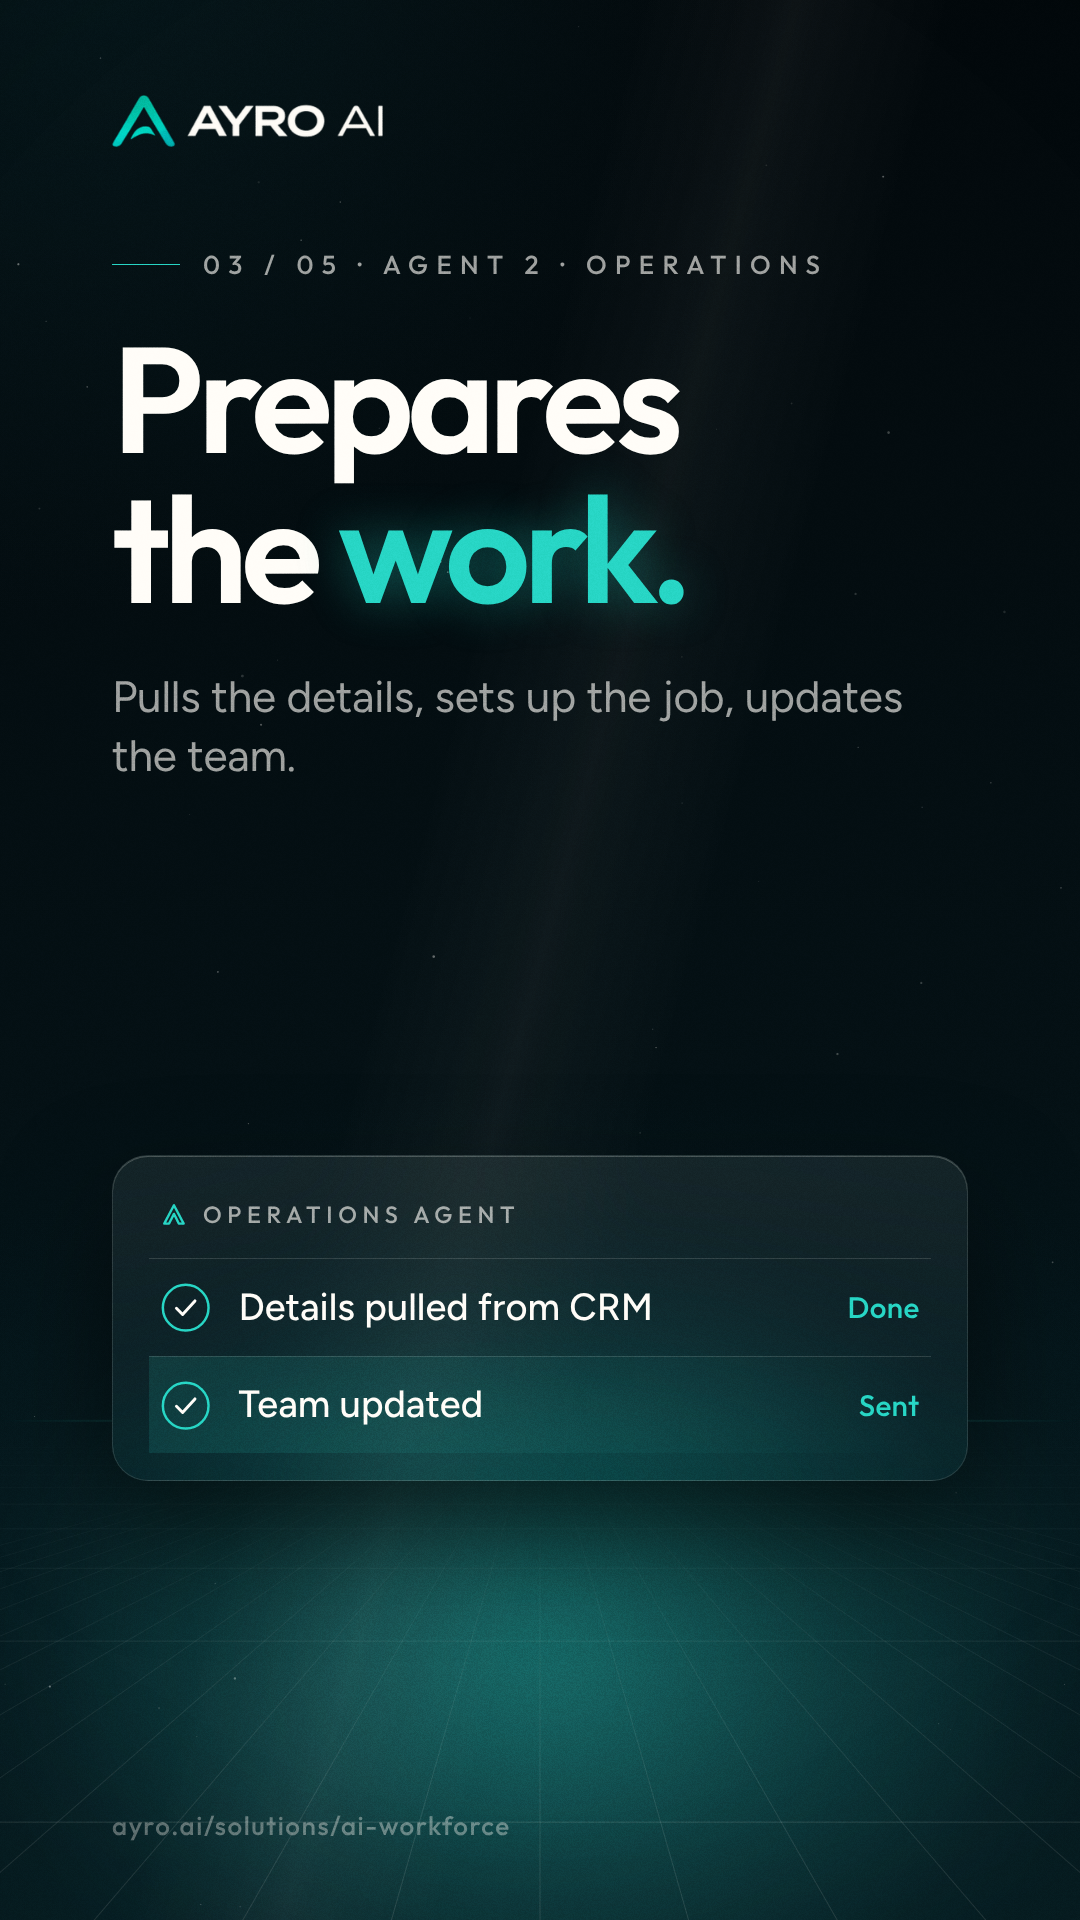 AYRO AI
03 / 05 · AGENT 2 · OPERATIONS
Prepares
the work.
Pulls the details, sets up the job, updates
the team.
OPERATIONS AGENT
Details pulled from CRM Done
Team updated Sent
ayro.ai/solutions/ai-workforce